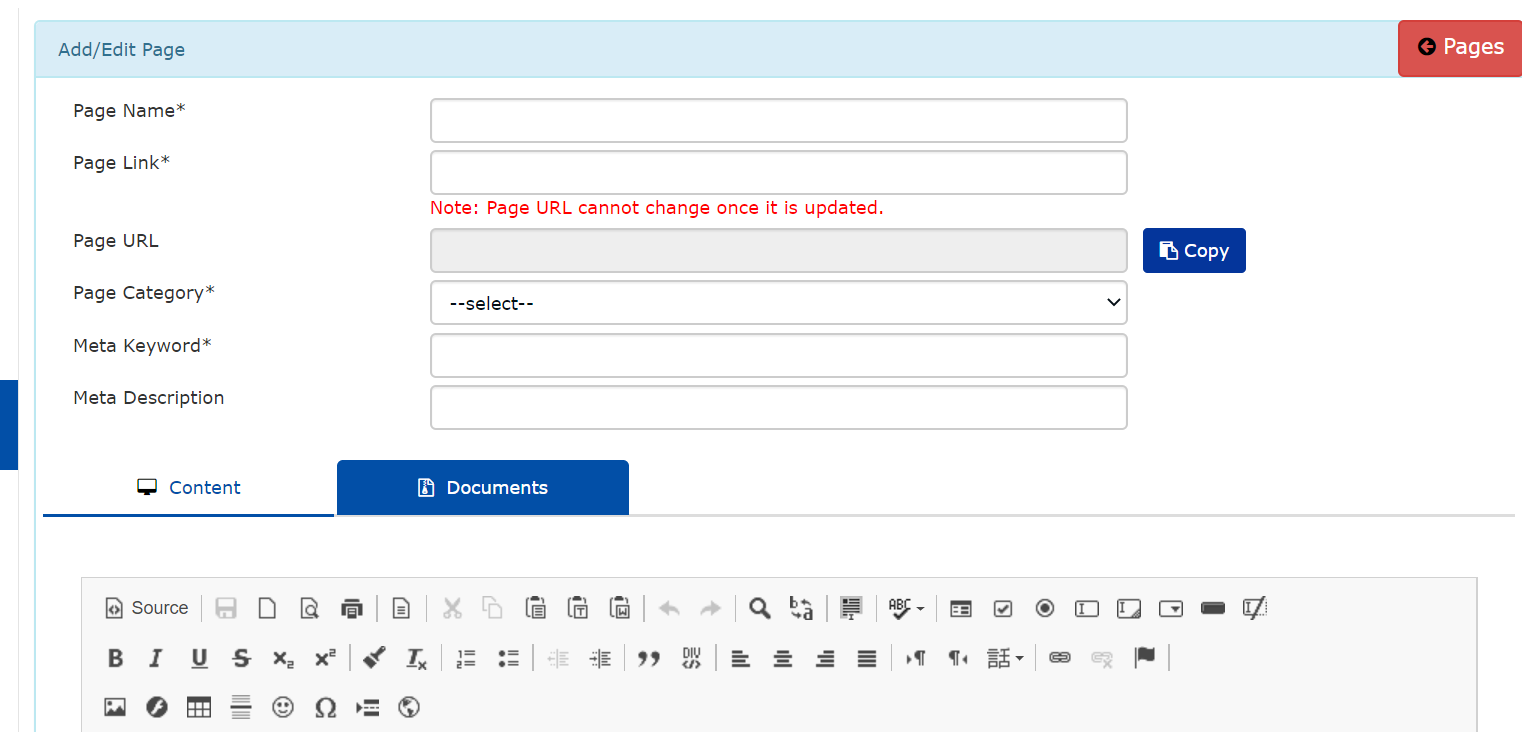 Add/Edit Page
Pages
Page Name*
Page Link*
Note: Page URL cannot change once it is updated.
Page URL
Copy
Page Category*
--select--
Meta Keyword*
Meta Description
Content
Documents
Source